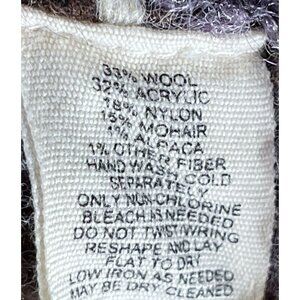 33% WOOL
32% ACRYLIC
18% NYLON
15% MOHAIR
1% ALPACA
1% OTHER FIBER
HAND WASH COLD
SEPARATELY
ONLY NON-CHLORINE
BLEACH IS NEEDED
DO NOT TWIST/WRING
RESHAPE AND LAY
FLAT TO DRY
LOW IRON AS NEEDED
MAY BE DRY CLEANED